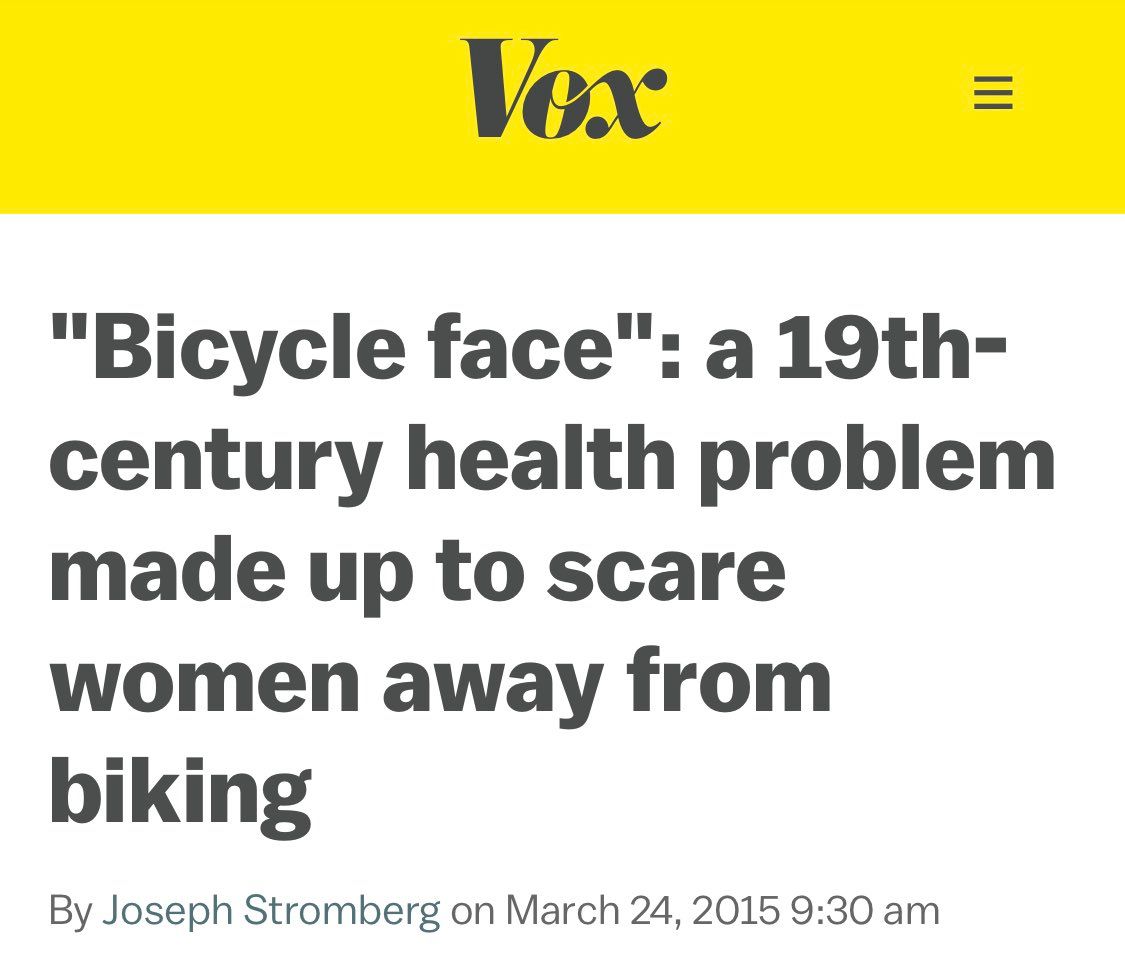 Vox
"Bicycle face": a 19th-
century health problem
made up to scare
women away from
biking
By Joseph Stromberg on March 24, 2015 9:30 am